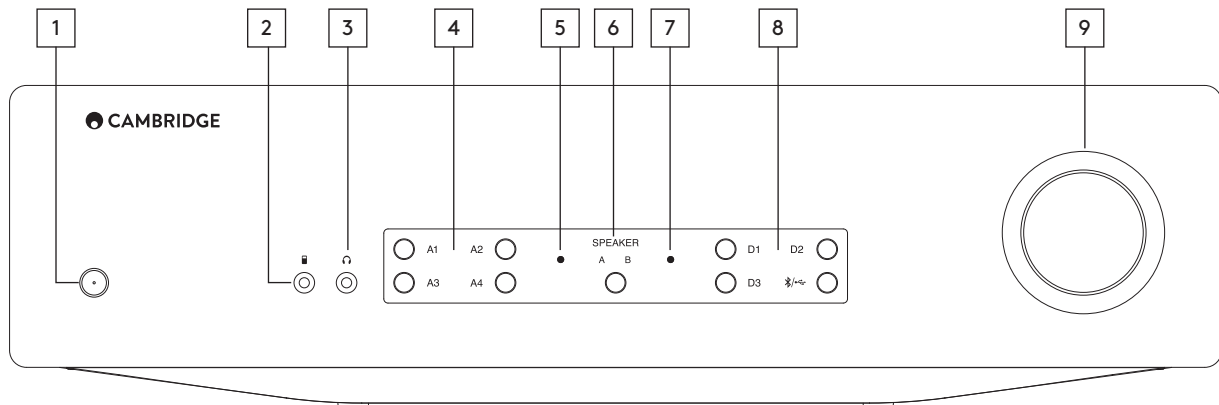 1 2 3 4 5 6 7 8 9
CAMBRIDGE
SPEAKER
A1 A2 A B D1 D2
A3 A4 D3